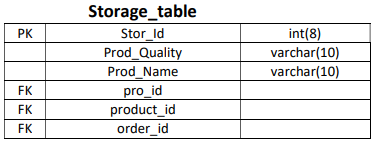 Storage_table
PK Stor_Id int(8)
Prod_Quality varchar(10)
Prod_Name varchar(10)
FK pro_id
FK product_id
FK order_id